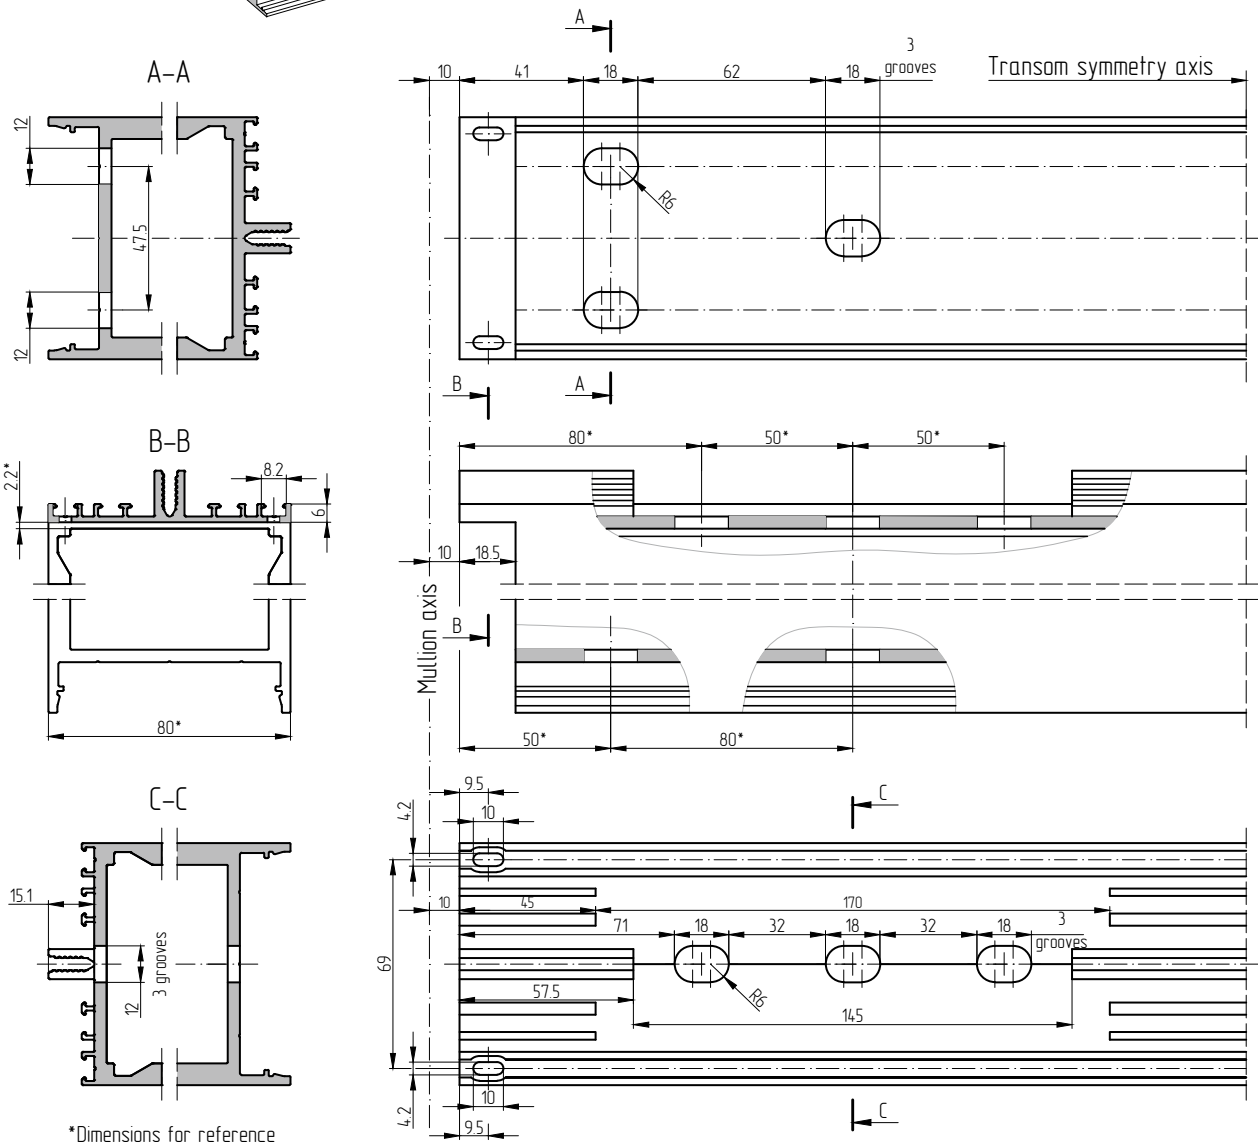 A
3
A–A
10
41
18
62
18
grooves
Transom symmetry axis
12
47.5
R6
12
B
A
B–B
80*
50*
50*
2.2*
8.2
6
10
18.5
Mullion axis
B
80*
50*
80*
C–C
9.5
C
4.2
10
15.1
10
45
170
71
18
32
18
32
18
3
grooves
69
3 grooves
12
57.5
R6
145
4.2
10
9.5
C
*Dimensions for reference